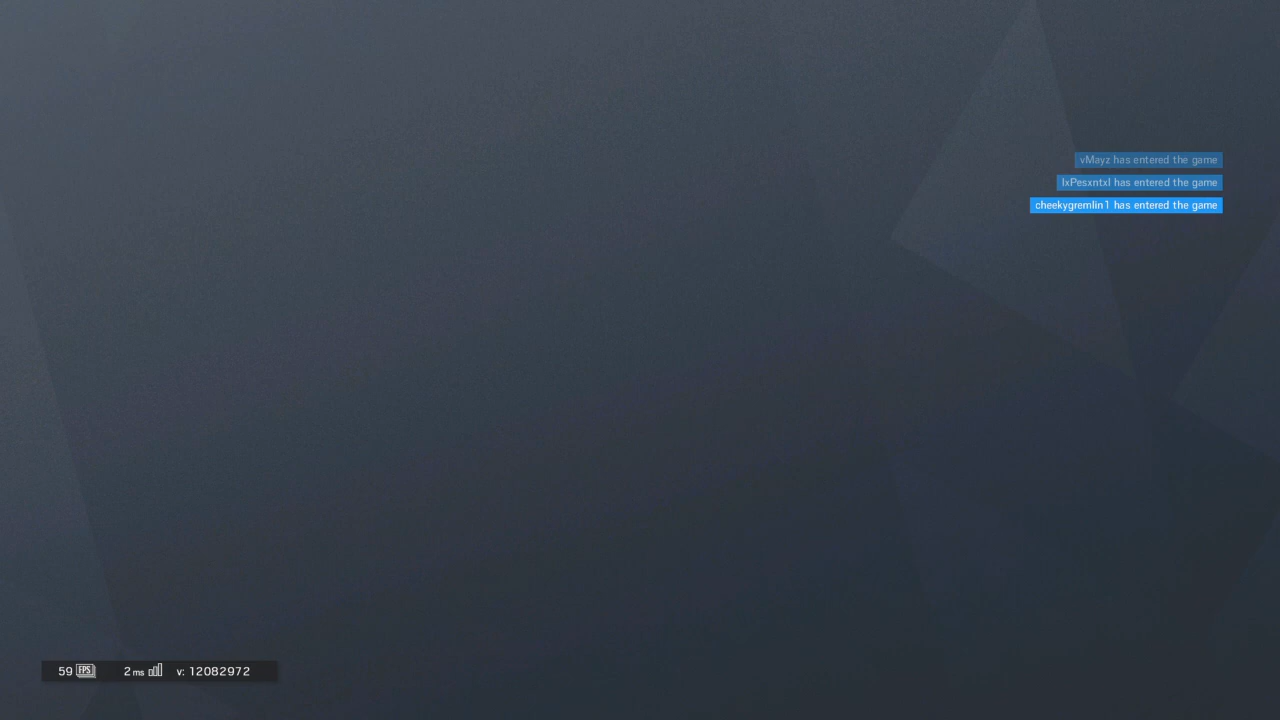 vMayz has entered the game
lxPesxntxl has entered the game
cheekygremlin1 has entered the game
59 FPS 2 ms v: 12082972